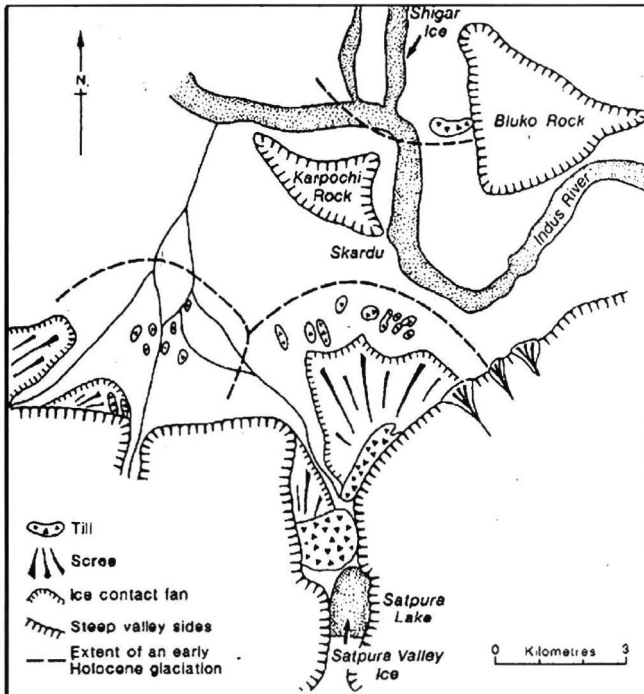 Shigar
Ice
N.
Bluko Rock
Karpochi
Rock
Indus River
Skardu
Till
Scree
Ice contact fan
Steep valley sides
Extent of an early
Holocene glaciation
Satpura
Lake
Satpura Valley
Ice
0 Kilometres 3